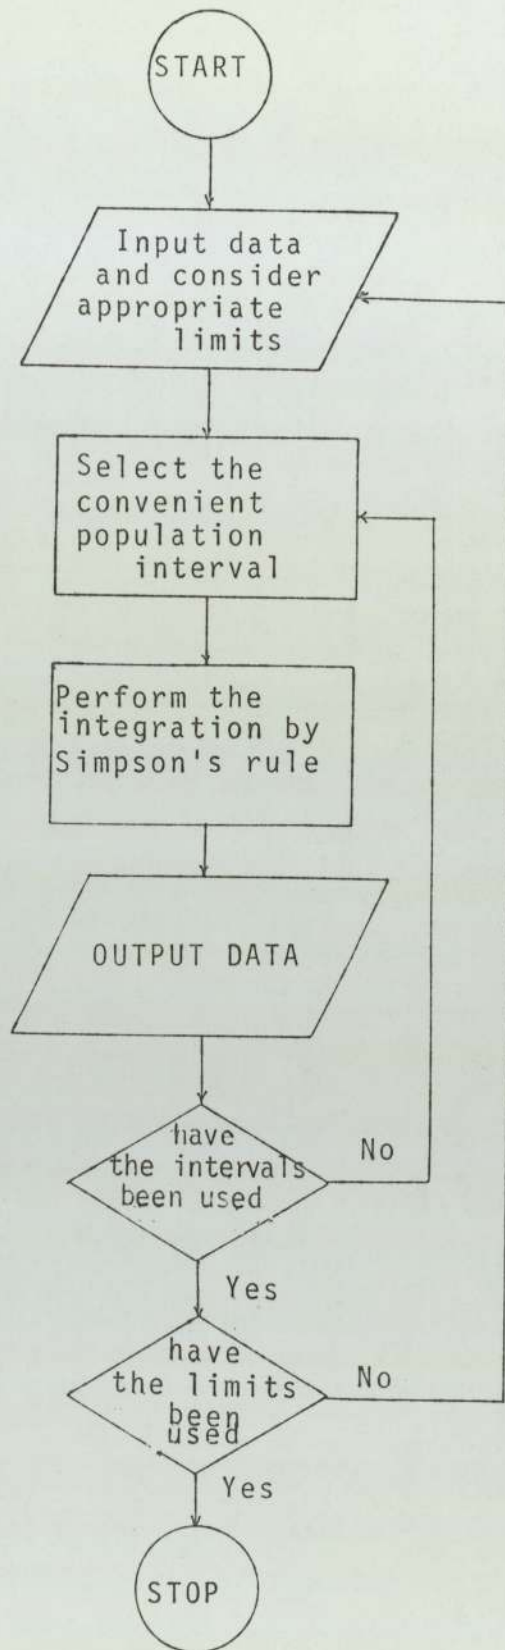 START
Input data
and consider
appropriate
limits
Select the
convenient
population
interval
Perform the
integration by
Simpson's rule
OUTPUT DATA
have
the intervals
been used
No
Yes
have
the limits
been
used
No
Yes
STOP